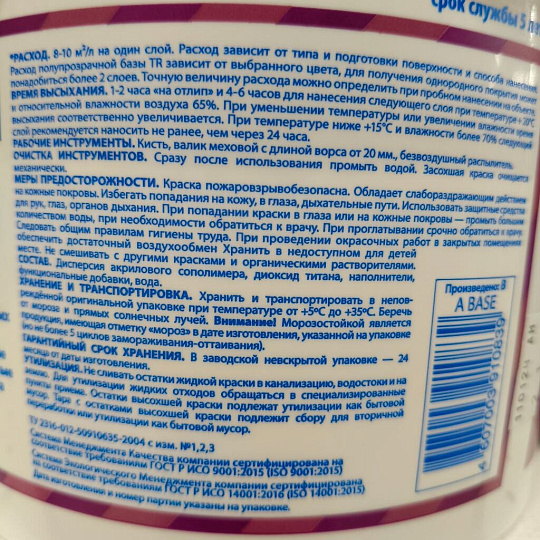 срок службы 5 л
*РАСХОД. 8-10 м²/л на один слой. Расход зависит от типа и подготовки поверхности и способа нанесения.
Расход полупрозрачной базы TR зависит от выбранного цвета, для получения однородного покрытия может
понадобиться более 2 слоев. Точную величину расхода можно определить при пробном нанесении на объекте.
ВРЕМЯ ВЫСЫХАНИЯ. 1-2 часа «на отлип» и 4-6 часов для нанесения следующего слоя при температуре +20°С
и относительной влажности воздуха 65%. При уменьшении температуры или увеличении влажности время
высыхания соответственно увеличивается. При температуре ниже +15°С и влажности более 70% следующий
слой рекомендуется наносить не ранее, чем через 24 часа.
РАБОЧИЕ ИНСТРУМЕНТЫ. Кисть, валик меховой с длиной ворса от 20 мм., безвоздушный распылитель.
ОЧИСТКА ИНСТРУМЕНТОВ. Сразу после использования промыть водой. Засохшая краска очищается
механически.
МЕРЫ ПРЕДОСТОРОЖНОСТИ. Краска пожаровзрывобезопасна. Обладает слабораздражающим действием
на кожные покровы. Избегать попадания на кожу, в глаза, дыхательные пути. Использовать защитные средства
для рук, глаз, органов дыхания. При попадании краски в глаза или на кожные покровы — промыть большим
количеством воды, при необходимости обратиться к врачу. При проглатывании срочно обратиться к врачу.
Следовать общим правилам гигиены труда. При проведении окрасочных работ в закрытых помещениях
обеспечить достаточный воздухообмен Хранить в недоступном для детей
месте. Не смешивать с другими красками и органическими растворителями.
СОСТАВ. Дисперсия акрилового сополимера, диоксид титана, наполнители,
функциональные добавки, вода.
ХРАНЕНИЕ И ТРАНСПОРТИРОВКА. Хранить и транспортировать в непов-
реждённой оригинальной упаковке при температуре от +5°С до +35°С. Беречь
от мороза и прямых солнечных лучей. Внимание! Морозостойкой является
продукция, имеющая отметку «мороз» в дате изготовления, указанной на упаковке
(но не более 5 циклов замораживания-оттаивания).
ГАРАНТИЙНЫЙ СРОК ХРАНЕНИЯ. В заводской невскрытой упаковке — 24
месяца от даты изготовления.
УТИЛИЗАЦИЯ. Не сливать остатки жидкой краски в канализацию, водостоки и на
землю. Для утилизации жидких отходов обращаться в специализированные
пункты приема. Остатки высохшей краски подлежат утилизации как бытовой
мусор. Тара с остатками высохшей краски подлежит сбору для вторичной
переработки или утилизации как бытовой мусор.
ТУ 2316-012-50910635-2004 с изм. №1,2,3
Система Менеджмента Качества компании сертифицирована на
соответствие требованиям ГОСТ Р ИСО 9001:2015 (ISO 9001:2015)
Система Экологического Менеджмента компании сертифицирована
на соответствие требованиям ГОСТ Р ИСО 14001:2016 (ISO 14001:2015)
Дата изготовления и номер партии указаны на упаковке.
Произведено: В
A BASE
4 607093 910839